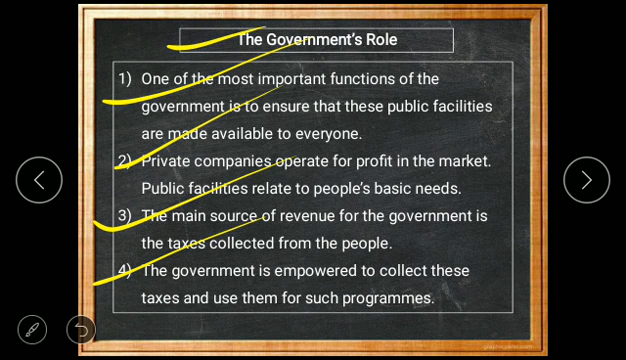 The Government's Role
1) One of the most important functions of the
government is to ensure that these public facilities
are made available to everyone.
2) Private companies operate for profit in the market.
Public facilities relate to people's basic needs.
3) The main source of revenue for the government is
the taxes collected from the people.
4) The government is empowered to collect these
taxes and use them for such programmes.